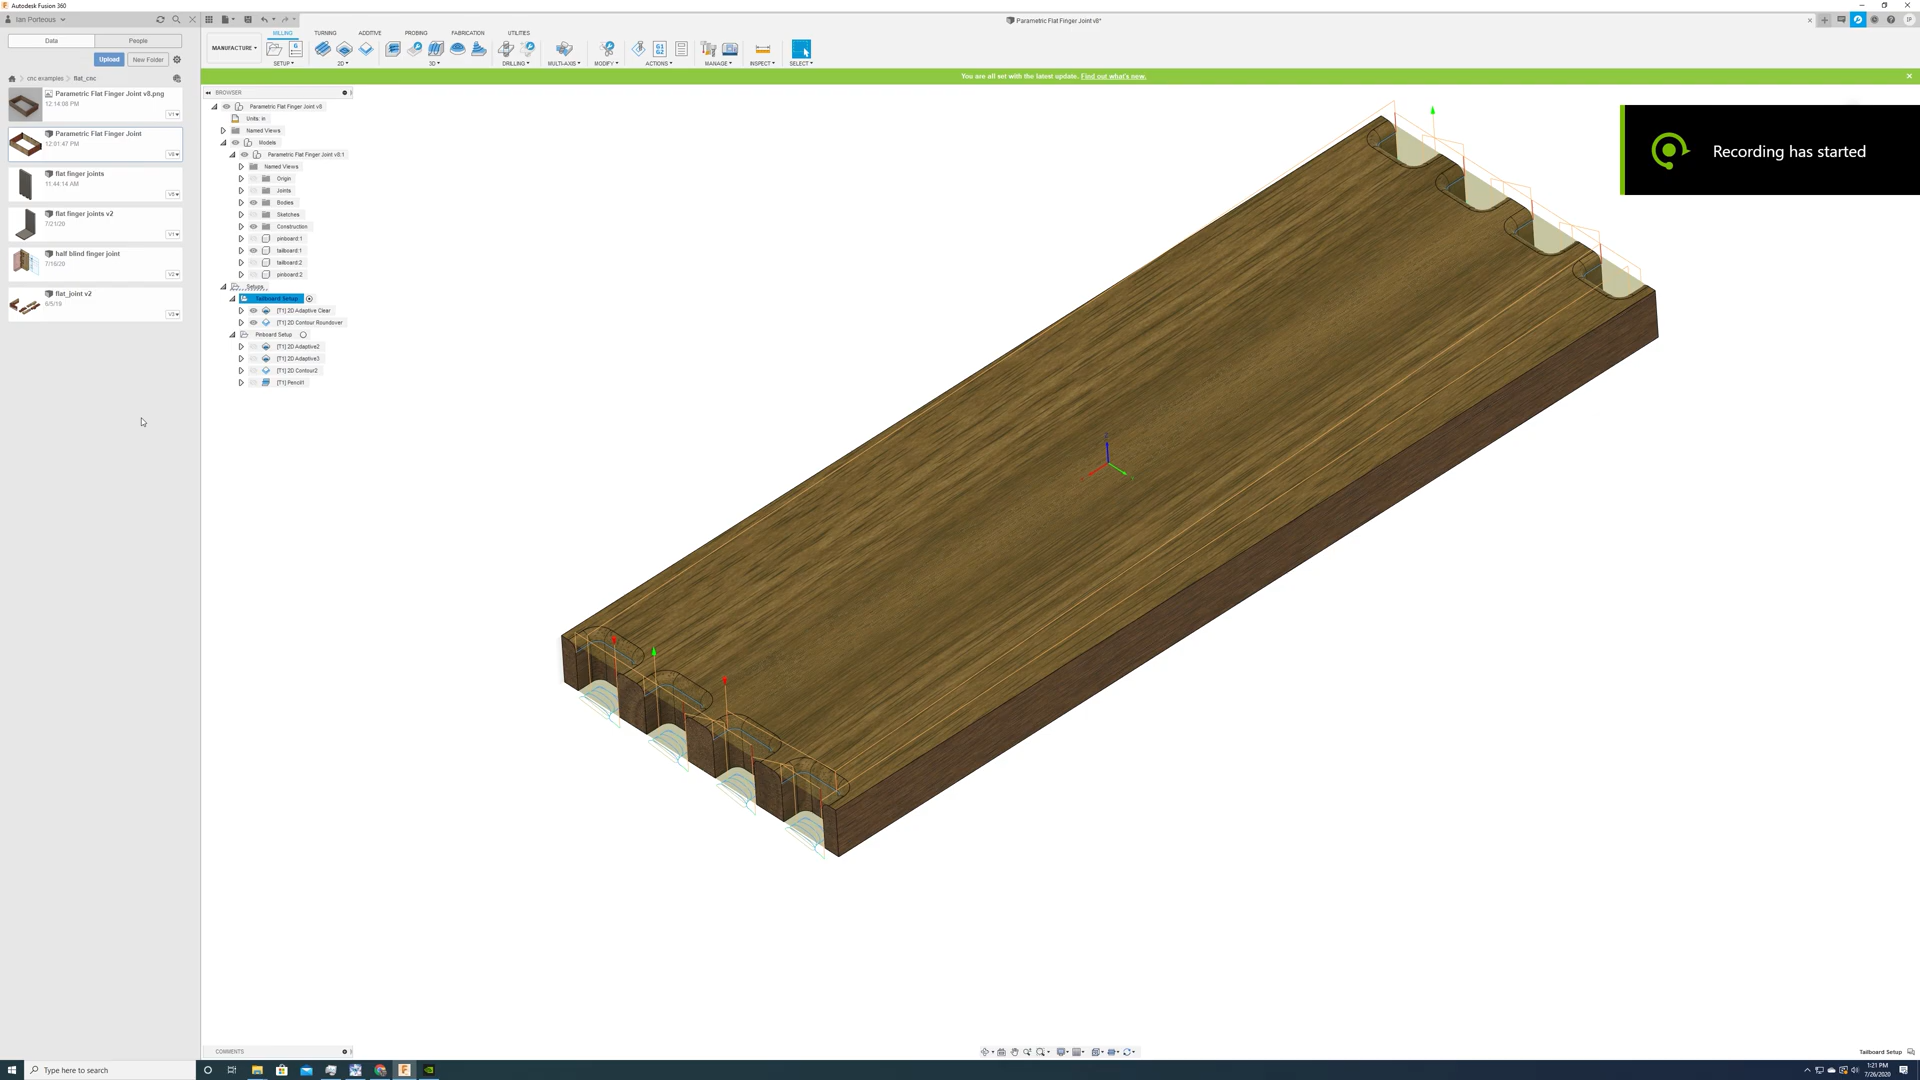 Autodesk Fusion 360
Ian Porteous
Parametric Flat Finger Joint v8*
IP
Data
People
MILLING
TURNING
ADDITIVE
PROBING
FABRICATION
UTILITIES
MANUFACTURE
Upload
New Folder
SETUP
2D
3D
DRILLING
MULTI-AXIS
MODIFY
ACTIONS
MANAGE
INSPECT
SELECT
G1
G2
cnc examples
flat_cnc
You are all set with the latest update. Find out what's new.
Parametric Flat Finger Joint v8.png
12:14:08 PM
V1
Parametric Flat Finger Joint
12:01:47 PM
V8
flat finger joints
11:44:14 AM
flat finger joints v2
7/21/20
V1
half blind finger joint
7/16/20
V2
flat_joint v2
6/5/19
V3
BROWSER
Parametric Flat Finger Joint v8
Units: in
Named Views
Models
Parametric Flat Finger Joint v8:1
Named Views
Origin
Joints
Bodies
Sketches
Construction
pinboard:1
tailboard:1
tailboard:2
pinboard:2
Setups
Tailboard Setup
[T1] 2D Adaptive Clear
[T1] 2D Contour Roundover
Pinboard Setup
[T1] 2D Adaptive2
[T1] 2D Adaptive3
[T1] 2D Contour2
[T1] Pencil1
Recording has started
COMMENTS
Tailboard Setup
Type here to search
1:21 PM
7/26/2020